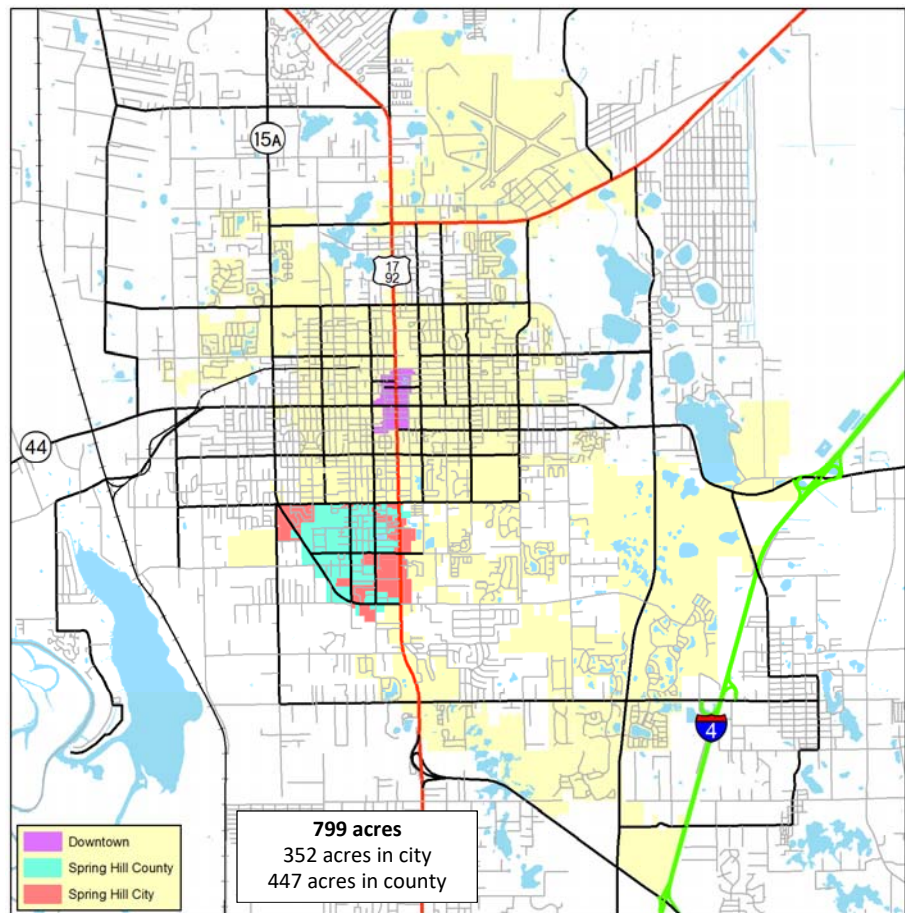 15A
17
92
44
4
Downtown
Spring Hill County
Spring Hill City
799 acres
352 acres in city
447 acres in county